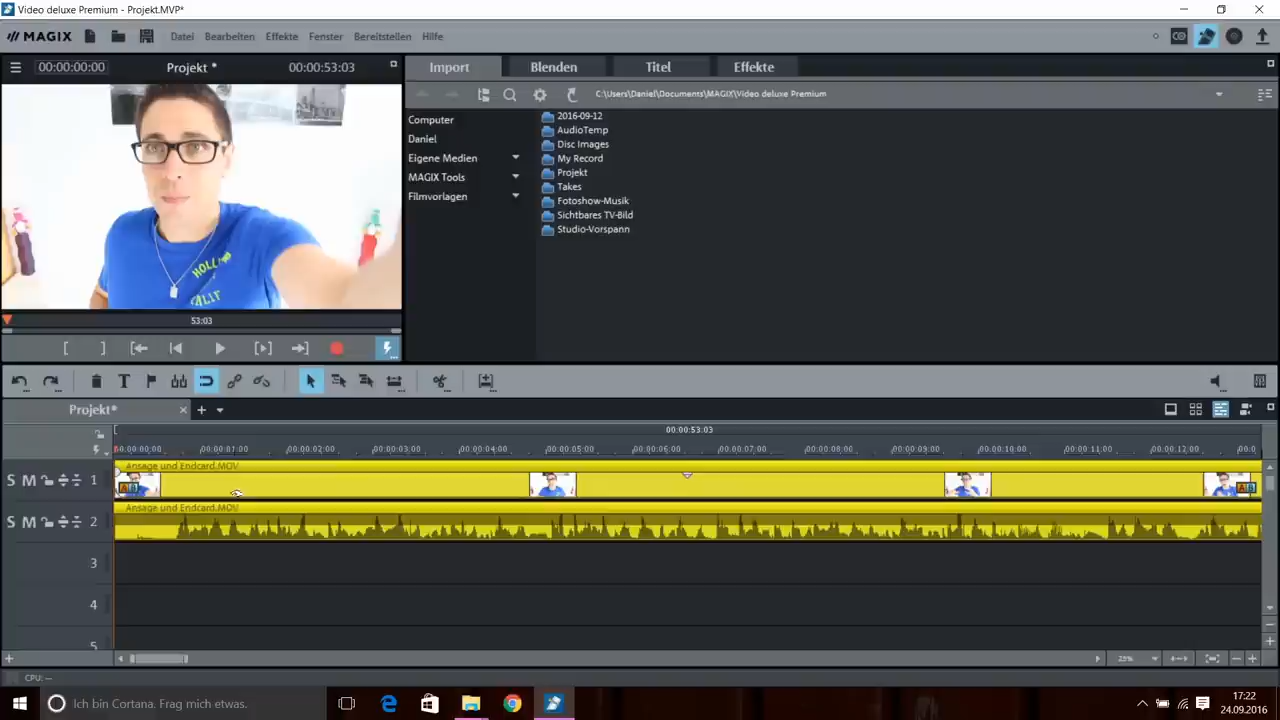 Video deluxe Premium - Projekt.MVP*
MAGIX Datei Bearbeiten Effekte Fenster Bereitstellen Hilfe
00:00:00:00 Projekt * 00:00:53:03
Import Blenden Titel Effekte
C:\Users\Daniel\Documents\MAGIX\Video deluxe Premium
Computer
Daniel
Eigene Medien
MAGIX Tools
Filmvorlagen
2016-09-12
AudioTemp
Disc Images
My Record
Projekt
Takes
Fotoshow-Musik
Sichtbares TV-Bild
Studio-Vorspann
53:03
Projekt*
00:00:53:03
00:00:00:00 00:00:01:00 00:00:02:00 00:00:03:00 00:00:04:00 00:00:05:00 00:00:06:00 00:00:07:00 00:00:08:00 00:00:09:00 00:00:10:00 00:00:11:00 00:00:12:00 00:0
Ansage und Endcard.MOV
S M 1
Ansage und Endcard.MOV
S M 2
3
4
5
23%
CPU: --
Ich bin Cortana. Frag mich etwas.
17:22
24.09.2016